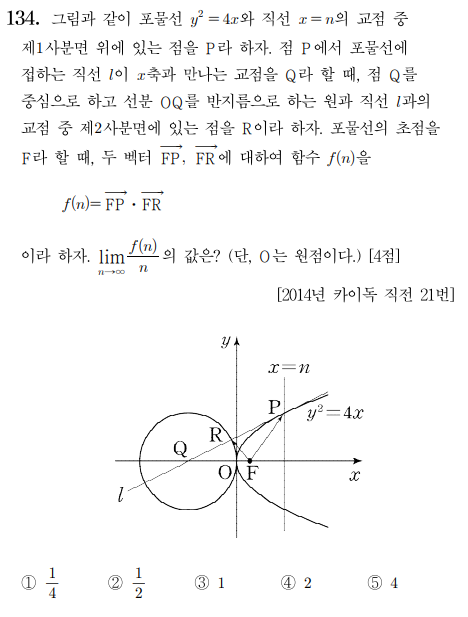 134. 그림과 같이 포물선 y² = 4x와 직선 x = n의 교점 중
제1사분면 위에 있는 점을 P라 하자. 점 P에서 포물선에
접하는 직선 l이 x축과 만나는 교점을 Q라 할 때, 점 Q를
중심으로 하고 선분 OQ를 반지름으로 하는 원과 직선 l과의
교점 중 제2사분면에 있는 점을 R이라 하자. 포물선의 초점을
F라 할 때, 두 벡터 \overrightarrow{FP}, \overrightarrow{FR}에 대하여 함수 f(n)을
f(n)= \overrightarrow{FP} · \overrightarrow{FR}
이라 하자. \lim_{n→∞} \frac{f(n)}{n}의 값은? (단, O는 원점이다.) [4점]
[2014년 카이독 직전 21번]
y
x=n
P
y²=4x
R
Q
O
F
x
l
① \frac{1}{4} ② \frac{1}{2} ③ 1 ④ 2 ⑤ 4